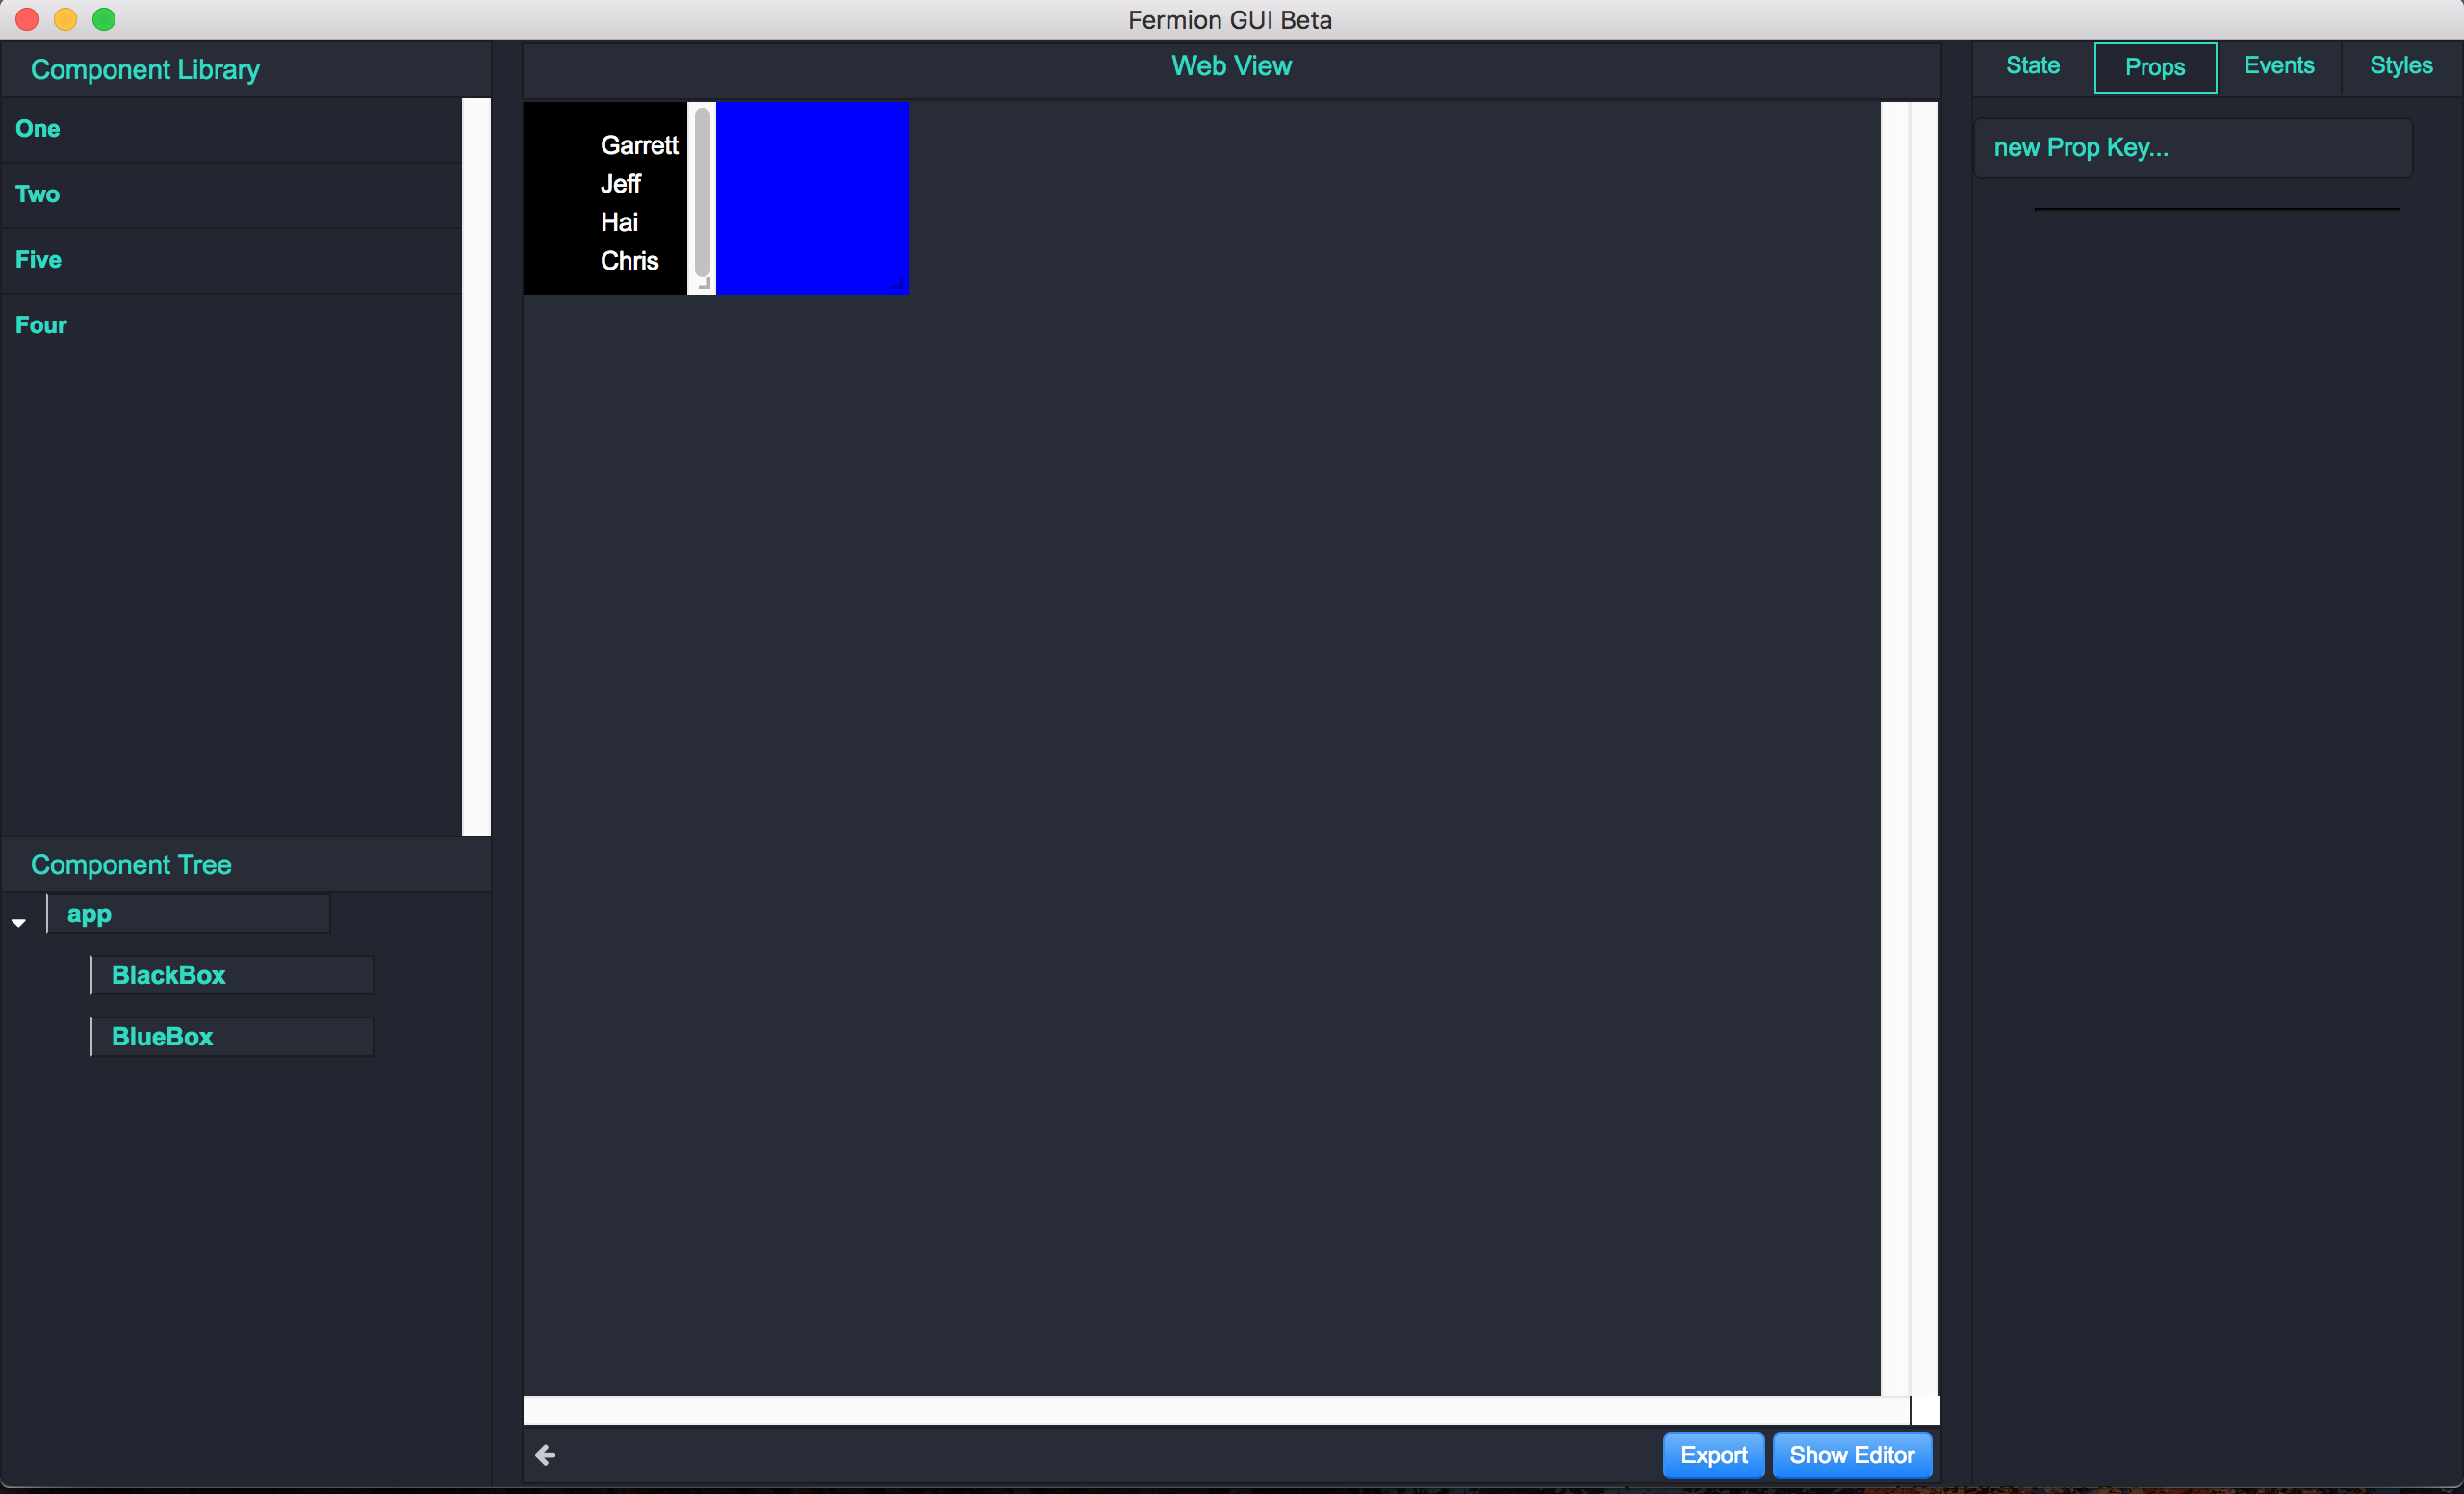 Fermion GUI Beta
Component Library
One
Two
Five
Four
Component Tree
app
BlackBox
BlueBox
Web View
Garrett
Jeff
Hai
Chris
Export
Show Editor
State
Props
Events
Styles
new Prop Key...